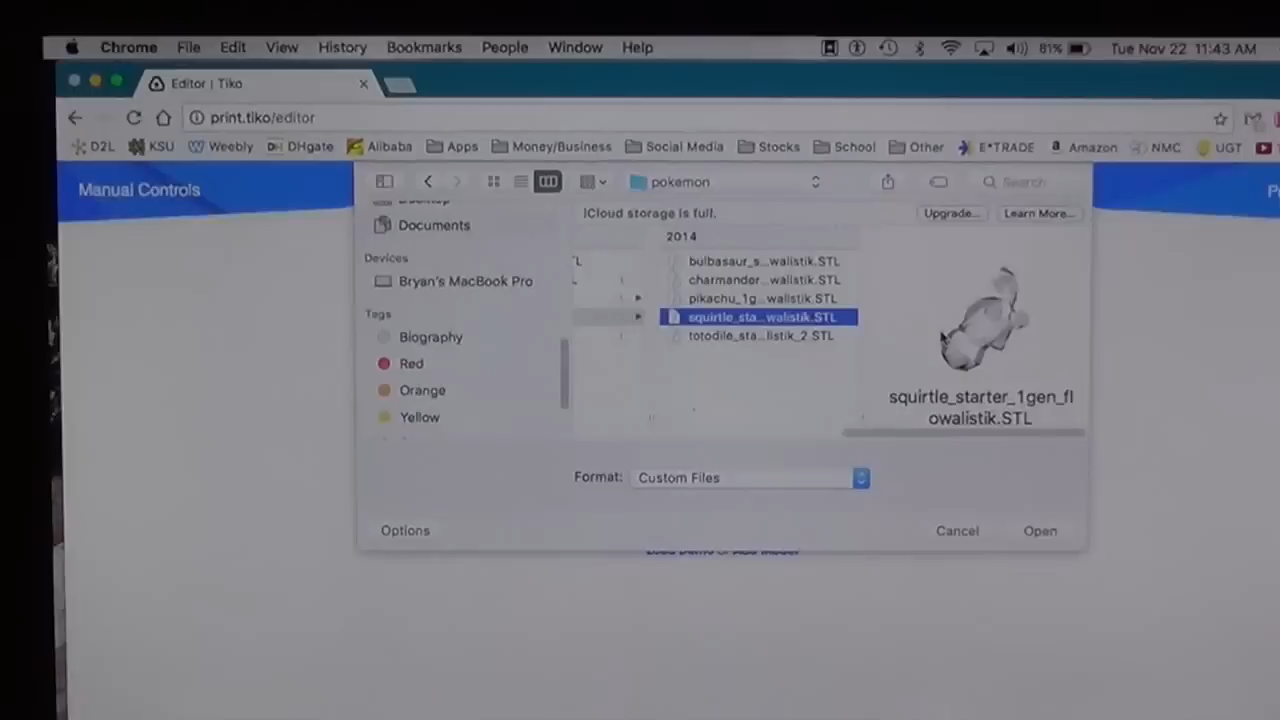 Chrome File Edit View History Bookmarks People Window Help 81% Tue Nov 22 11:43 AM
Editor | Tiko
print.tiko/editor
D2L KSU Weebly DHgate Alibaba Apps Money/Business Social Media Stocks School Other E*TRADE Amazon NMC UGT
Manual Controls
pokemon
Search
Documents
iCloud storage is full.
Upgrade...
Learn More...
2014
Devices
Bryan's MacBook Pro
bulbasaur_s...walistik.STL
charmander...walistik.STL
pikachu_1g...walistik.STL
squirtle_sta...walistik.STL
totodile_sta...listik_2.STL
Tags
Biography
Red
Orange
Yellow
squirtle_starter_1gen_fl
owalistik.STL
Format: Custom Files
Options
Cancel
Open